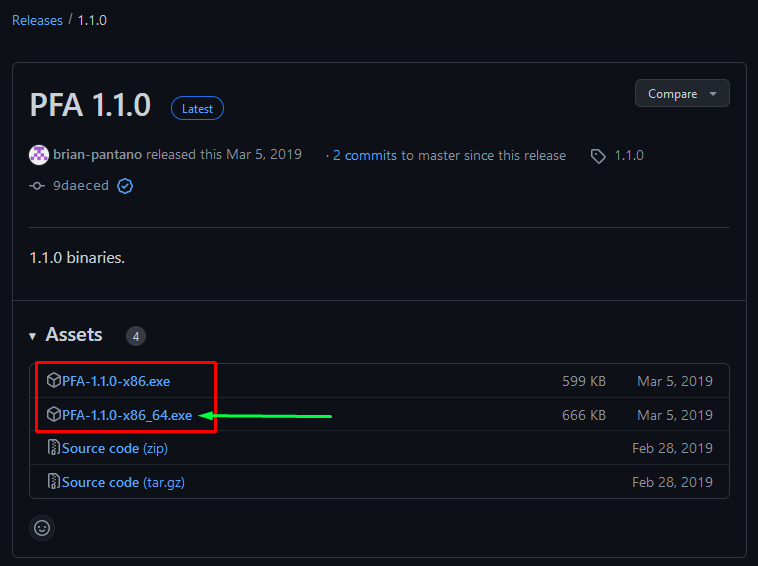 Releases / 1.1.0
PFA 1.1.0 Latest
Compare
brian-pantano released this Mar 5, 2019 · 2 commits to master since this release 1.1.0
9daeced
1.1.0 binaries.
Assets 4
PFA-1.1.0-x86.exe 599 KB Mar 5, 2019
PFA-1.1.0-x86_64.exe 666 KB Mar 5, 2019
Source code (zip) Feb 28, 2019
Source code (tar.gz) Feb 28, 2019